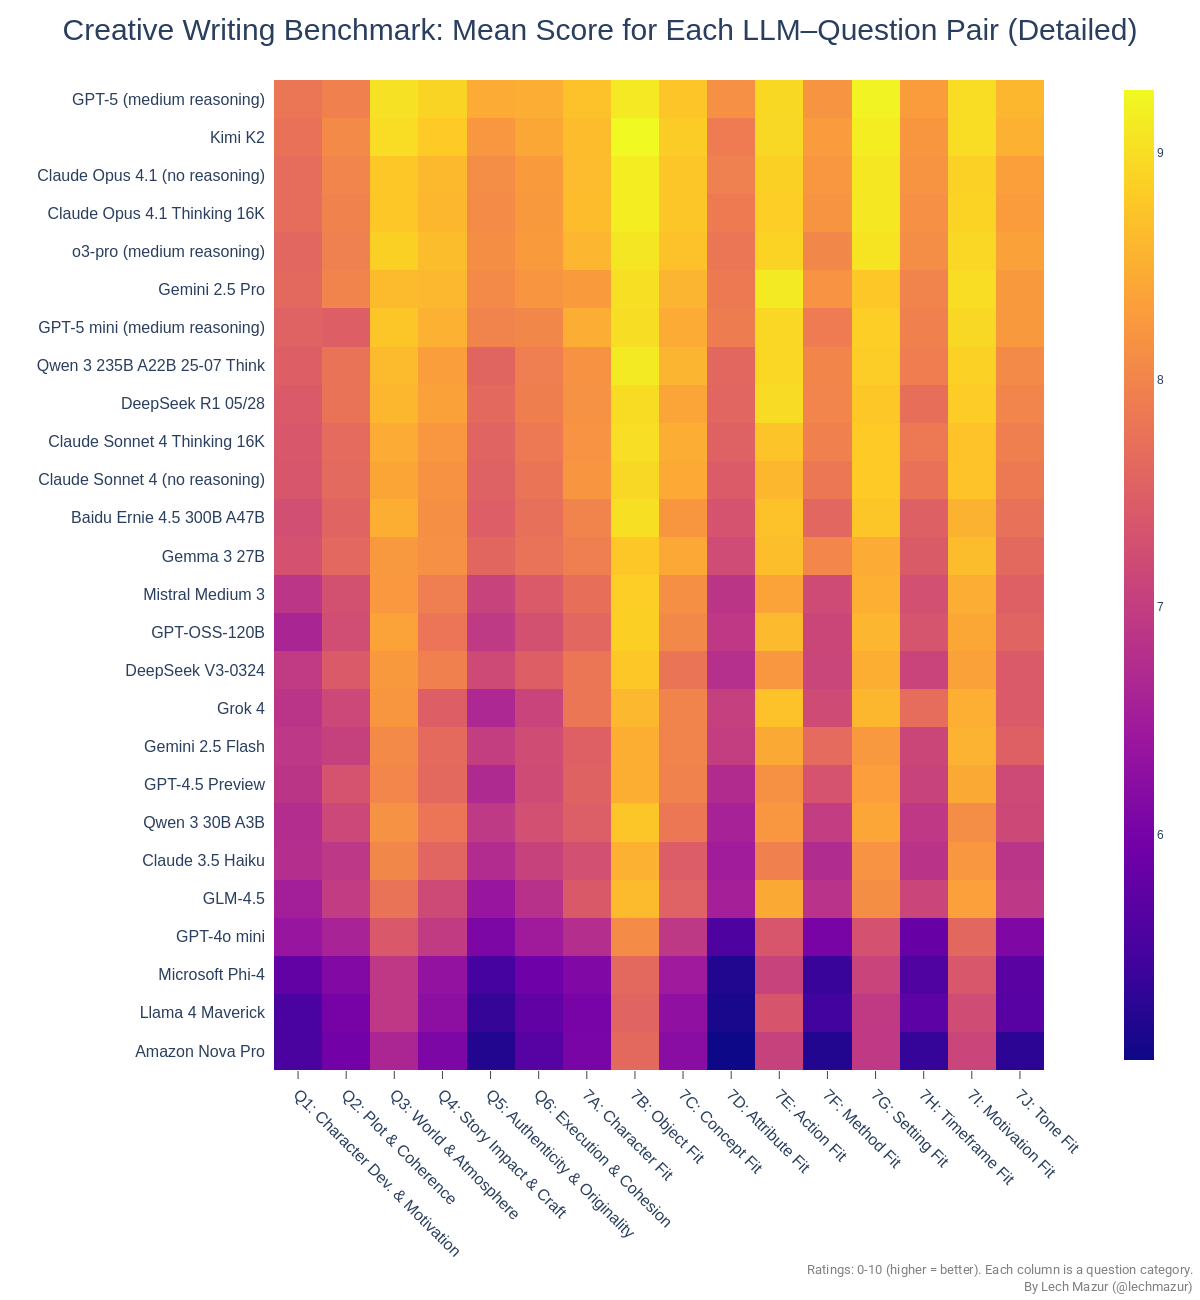 Creative Writing Benchmark: Mean Score for Each LLM–Question Pair (Detailed)
GPT-5 (medium reasoning)
Kimi K2
Claude Opus 4.1 (no reasoning)
Claude Opus 4.1 Thinking 16K
o3-pro (medium reasoning)
Gemini 2.5 Pro
GPT-5 mini (medium reasoning)
Qwen 3 235B A22B 25-07 Think
DeepSeek R1 05/28
Claude Sonnet 4 Thinking 16K
Claude Sonnet 4 (no reasoning)
Baidu Ernie 4.5 300B A47B
Gemma 3 27B
Mistral Medium 3
GPT-OSS-120B
DeepSeek V3-0324
Grok 4
Gemini 2.5 Flash
GPT-4.5 Preview
Qwen 3 30B A3B
Claude 3.5 Haiku
GLM-4.5
GPT-4o mini
Microsoft Phi-4
Llama 4 Maverick
Amazon Nova Pro
Q1: Character Dev. & Motivation
Q2: Plot & Coherence
Q3: World & Atmosphere
Q4: Story Impact & Craft
Q5: Authenticity & Originality
Q6: Execution & Cohesion
7A: Character Fit
7B: Object Fit
7C: Concept Fit
7D: Attribute Fit
7E: Action Fit
7F: Method Fit
7G: Setting Fit
7H: Timeframe Fit
7I: Motivation Fit
7J: Tone Fit
9
8
7
6
Ratings: 0-10 (higher = better). Each column is a question category.
By Lech Mazur (@lechmazur)